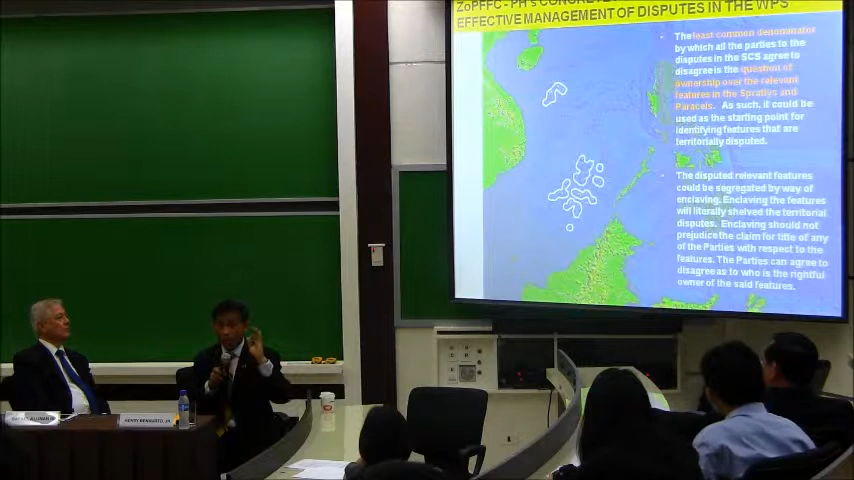 ZoPFFC - PH's CONCRETE
EFFECTIVE MANAGEMENT OF DISPUTES IN THE WPS
The least common denominator
by which all the parties to the
disputes in the SCS agree to
disagree is the question of
ownership over the relevant
features in the Spratlys and
Paracels. As such, it could be
used as the starting point for
identifying features that are
territorially disputed.
The disputed relevant features
could be segregated by way of
enclaving. Enclaving the features
will literally shelved the territorial
disputes. Enclaving should not
prejudice the claim for title of any
of the Parties with respect to the
features. The Parties can agree to
disagree as to who is the rightful
owner of the said features.
HENRY BENSURTO, JR.